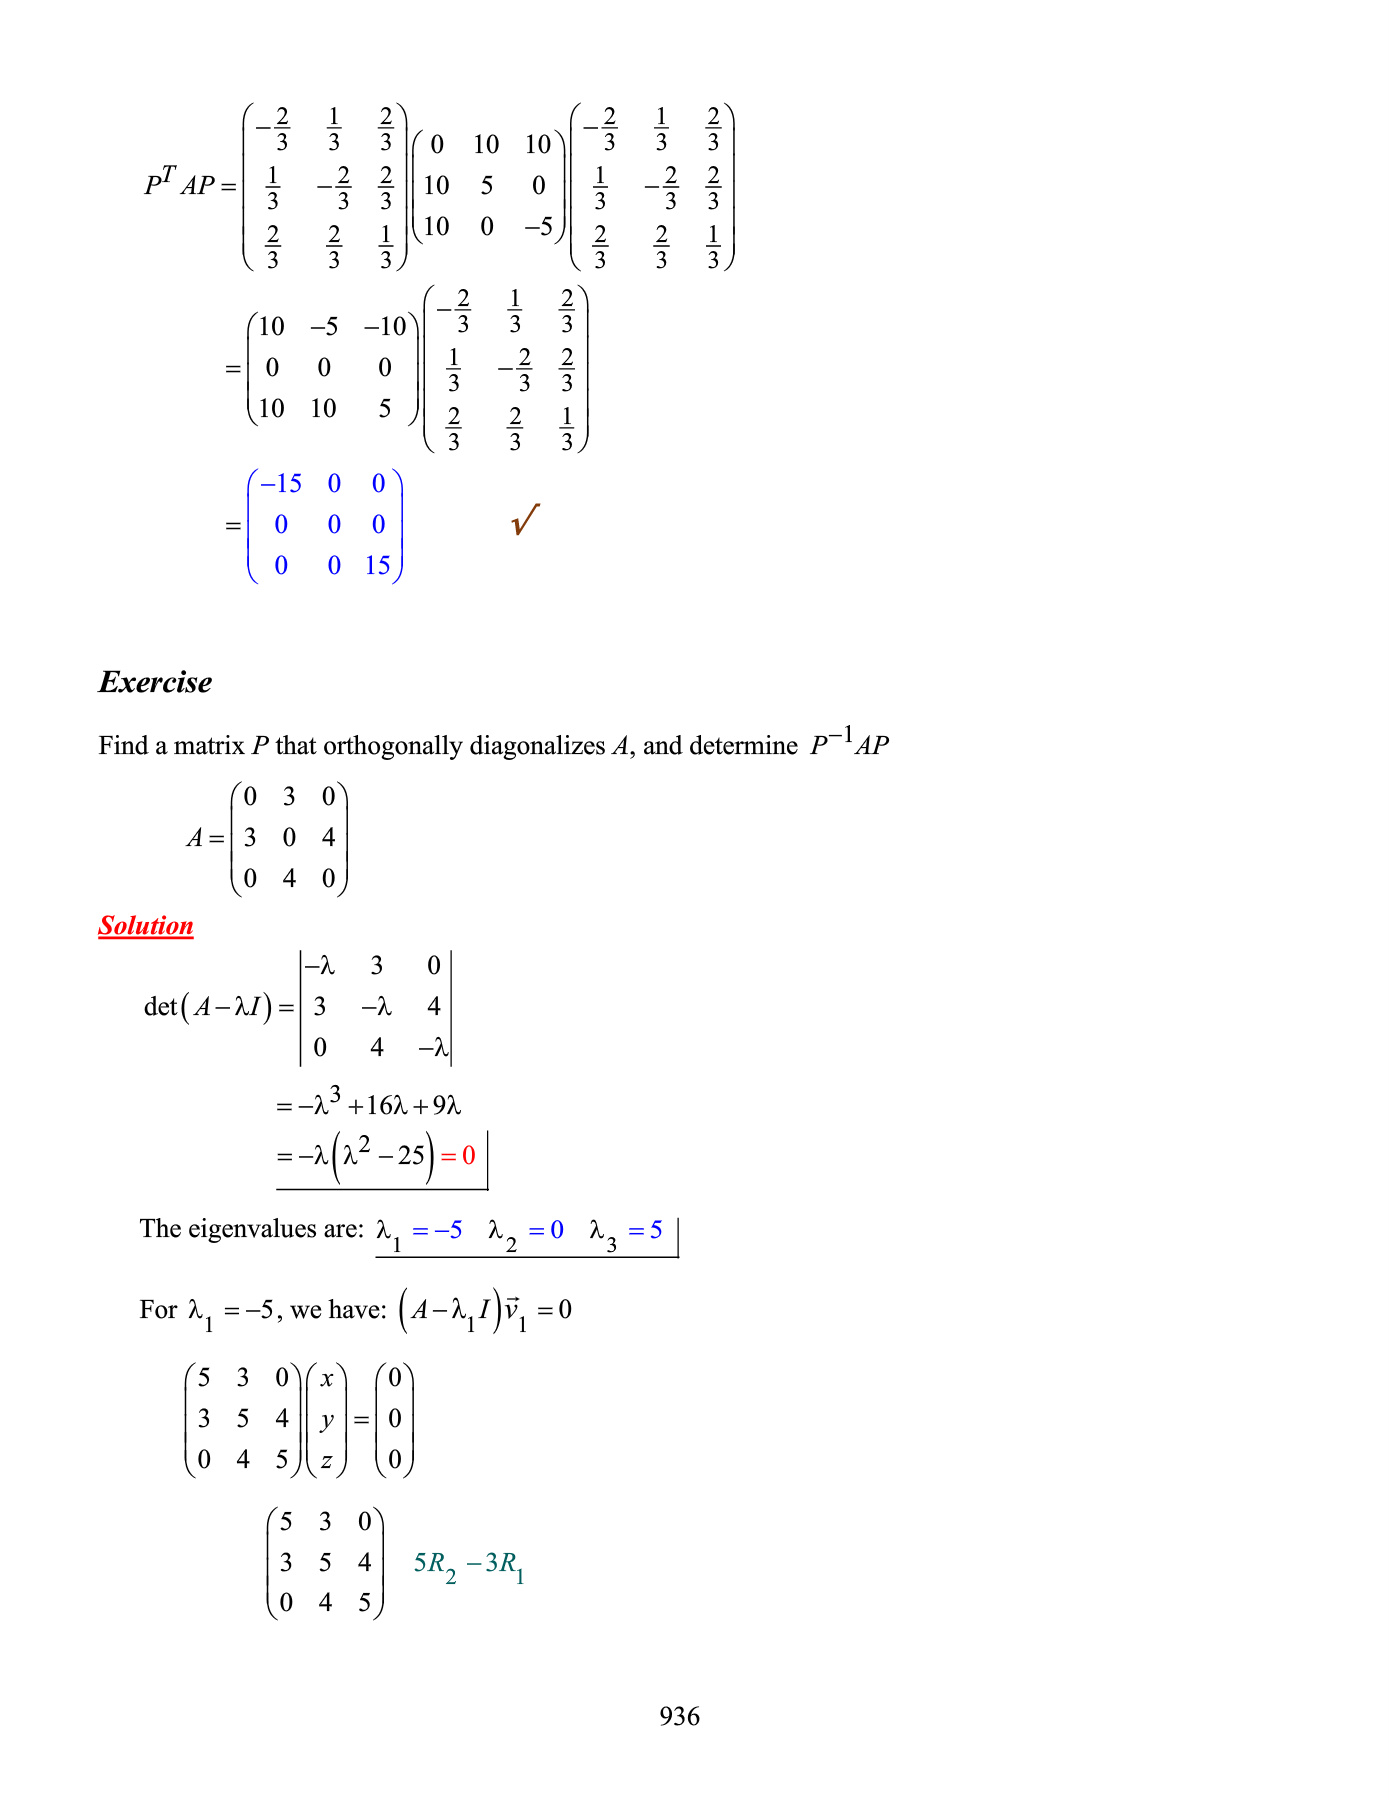 $P^T AP = \begin{pmatrix} -\frac{2}{3} & \frac{1}{3} & \frac{2}{3} \\ \frac{1}{3} & -\frac{2}{3} & \frac{2}{3} \\ \frac{2}{3} & \frac{2}{3} & \frac{1}{3} \end{pmatrix} \begin{pmatrix} 0 & 10 & 10 \\ 10 & 5 & 0 \\ 10 & 0 & -5 \end{pmatrix} \begin{pmatrix} -\frac{2}{3} & \frac{1}{3} & \frac{2}{3} \\ \frac{1}{3} & -\frac{2}{3} & \frac{2}{3} \\ \frac{2}{3} & \frac{2}{3} & \frac{1}{3} \end{pmatrix}$
$= \begin{pmatrix} 10 & -5 & -10 \\ 0 & 0 & 0 \\ 10 & 10 & 5 \end{pmatrix} \begin{pmatrix} -\frac{2}{3} & \frac{1}{3} & \frac{2}{3} \\ \frac{1}{3} & -\frac{2}{3} & \frac{2}{3} \\ \frac{2}{3} & \frac{2}{3} & \frac{1}{3} \end{pmatrix}$
$= \begin{pmatrix} -15 & 0 & 0 \\ 0 & 0 & 0 \\ 0 & 0 & 15 \end{pmatrix}$ √
Exercise
Find a matrix P that orthogonally diagonalizes A, and determine $P^{-1}AP$
$A = \begin{pmatrix} 0 & 3 & 0 \\ 3 & 0 & 4 \\ 0 & 4 & 0 \end{pmatrix}$
Solution
$\det(A - \lambda I) = \begin{vmatrix} -\lambda & 3 & 0 \\ 3 & -\lambda & 4 \\ 0 & 4 & -\lambda \end{vmatrix}$
$= -\lambda^3 + 16\lambda + 9\lambda$
$= -\lambda(\lambda^2 - 25) = 0$
The eigenvalues are: $\lambda_1 = -5 \quad \lambda_2 = 0 \quad \lambda_3 = 5$
For $\lambda_1 = -5$, we have: $(A - \lambda_1 I)\vec{v}_1 = 0$
$\begin{pmatrix} 5 & 3 & 0 \\ 3 & 5 & 4 \\ 0 & 4 & 5 \end{pmatrix} \begin{pmatrix} x \\ y \\ z \end{pmatrix} = \begin{pmatrix} 0 \\ 0 \\ 0 \end{pmatrix}$
$\begin{pmatrix} 5 & 3 & 0 \\ 3 & 5 & 4 \\ 0 & 4 & 5 \end{pmatrix} \quad 5R_2 - 3R_1$
936